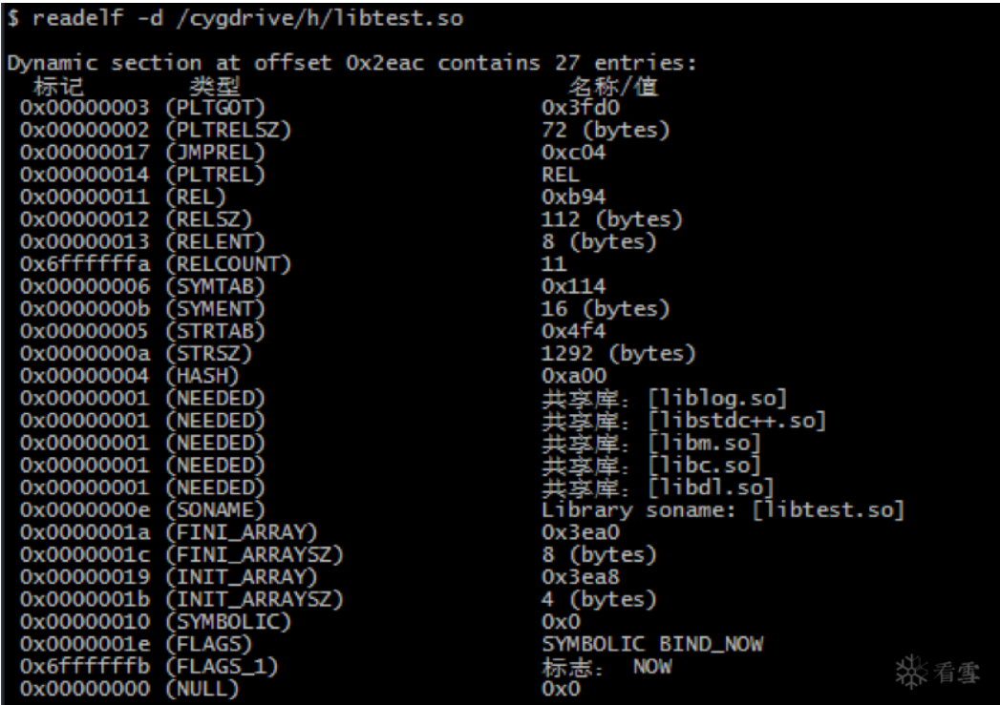 $ readelf -d /cygdrive/h/libtest.so
Dynamic section at offset 0x2eac contains 27 entries:
标记 类型 名称/值
0x00000003 (PLTGOT) 0x3fd0
0x00000002 (PLTRELSZ) 72 (bytes)
0x00000017 (JMPREL) 0xc04
0x00000014 (PLTREL) REL
0x00000011 (REL) 0xb94
0x00000012 (RELSZ) 112 (bytes)
0x00000013 (RELENT) 8 (bytes)
0x6ffffffa (RELCOUNT) 11
0x00000006 (SYMTAB) 0x114
0x0000000b (SYMENT) 16 (bytes)
0x00000005 (STRTAB) 0x4f4
0x0000000a (STRSZ) 1292 (bytes)
0x00000004 (HASH) 0xa00
0x00000001 (NEEDED) 共享库：[liblog.so]
0x00000001 (NEEDED) 共享库：[libstdc++.so]
0x00000001 (NEEDED) 共享库：[libm.so]
0x00000001 (NEEDED) 共享库：[libc.so]
0x00000001 (NEEDED) 共享库：[libdl.so]
0x0000000e (SONAME) Library soname: [libtest.so]
0x0000001a (FINI_ARRAY) 0x3ea0
0x0000001c (FINI_ARRAYSZ) 8 (bytes)
0x00000019 (INIT_ARRAY) 0x3ea8
0x0000001b (INIT_ARRAYSZ) 4 (bytes)
0x00000010 (SYMBOLIC) 0x0
0x0000001e (FLAGS) SYMBOLIC BIND_NOW
0x6ffffffb (FLAGS_1) 标志： NOW
0x00000000 (NULL) 0x0
看雪